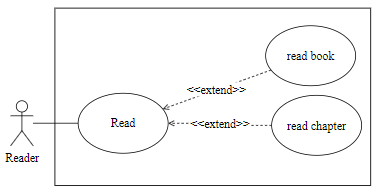 read book
<<extend>>
Read
<<extend>>
read chapter
Reader